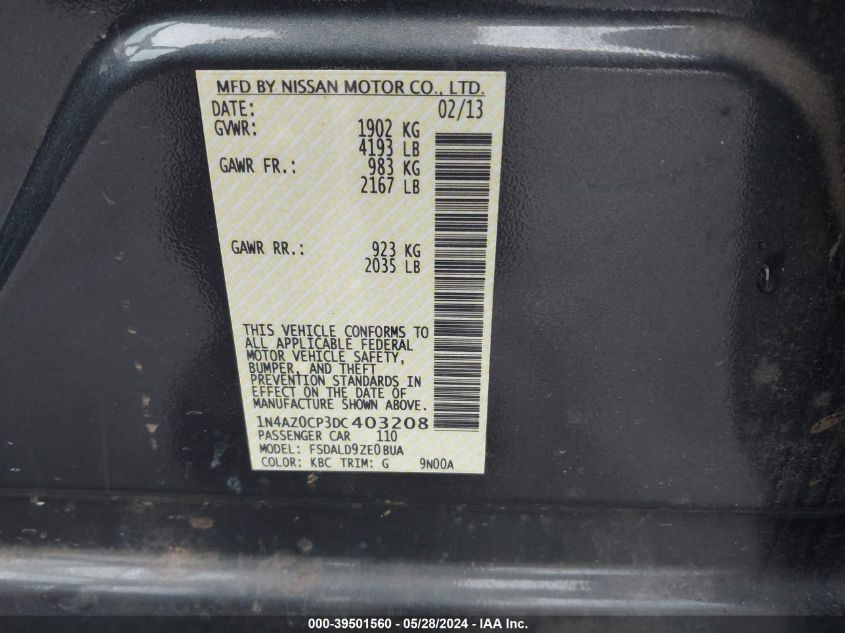 MFD BY NISSAN MOTOR CO., LTD.
DATE: 02/13
GVWR: 1902 KG
4193 LB
GAWR FR.: 983 KG
2167 LB
GAWR RR.: 923 KG
2035 LB
THIS VEHICLE CONFORMS TO
ALL APPLICABLE FEDERAL
MOTOR VEHICLE SAFETY,
BUMPER, AND THEFT
PREVENTION STANDARDS IN
EFFECT ON THE DATE OF
MANUFACTURE SHOWN ABOVE.
1N4AZ0CP3DC403208
PASSENGER CAR 110
MODEL: FSDALD9ZE0BUA
COLOR: KBC TRIM: G 9N00A
000-39501560 - 05/28/2024 - IAA Inc.